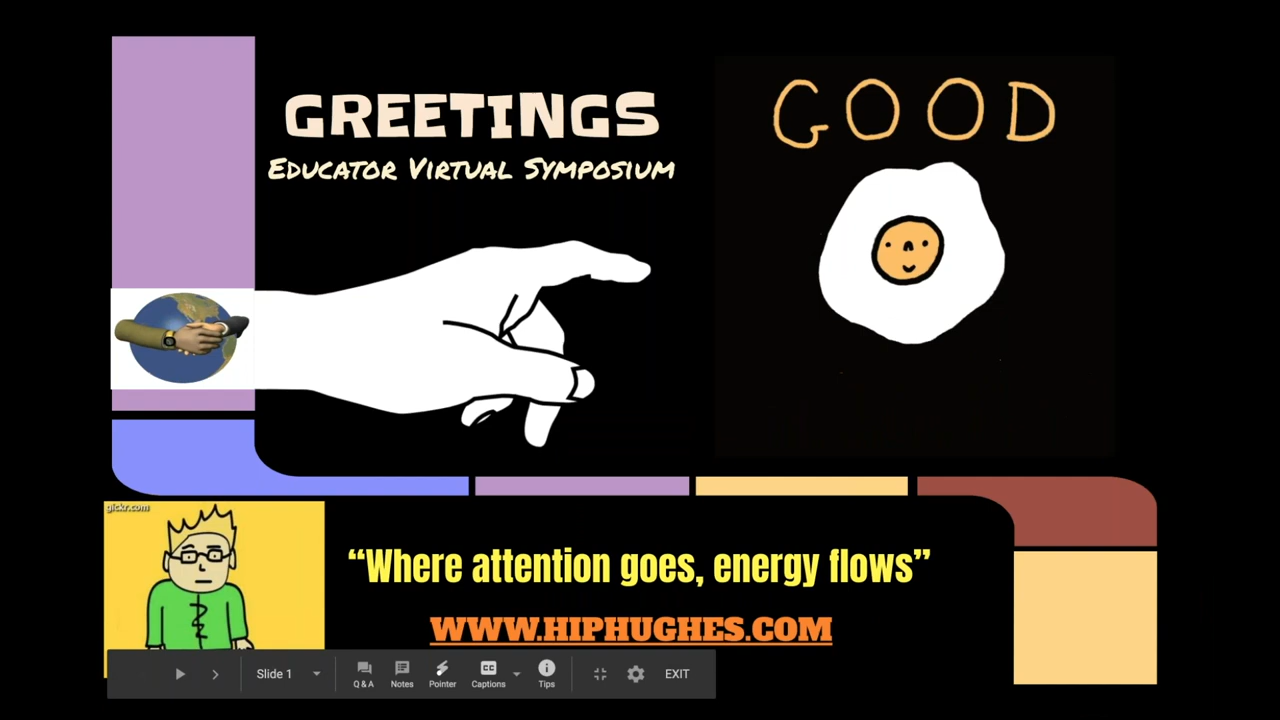 GREETINGS
Educator Virtual Symposium
GOOD
gickr.com
“Where attention goes, energy flows”
WWW.HIPHUGHES.COM
Slide 1
Q & A
Notes
Pointer
CC
Captions
Tips
EXIT